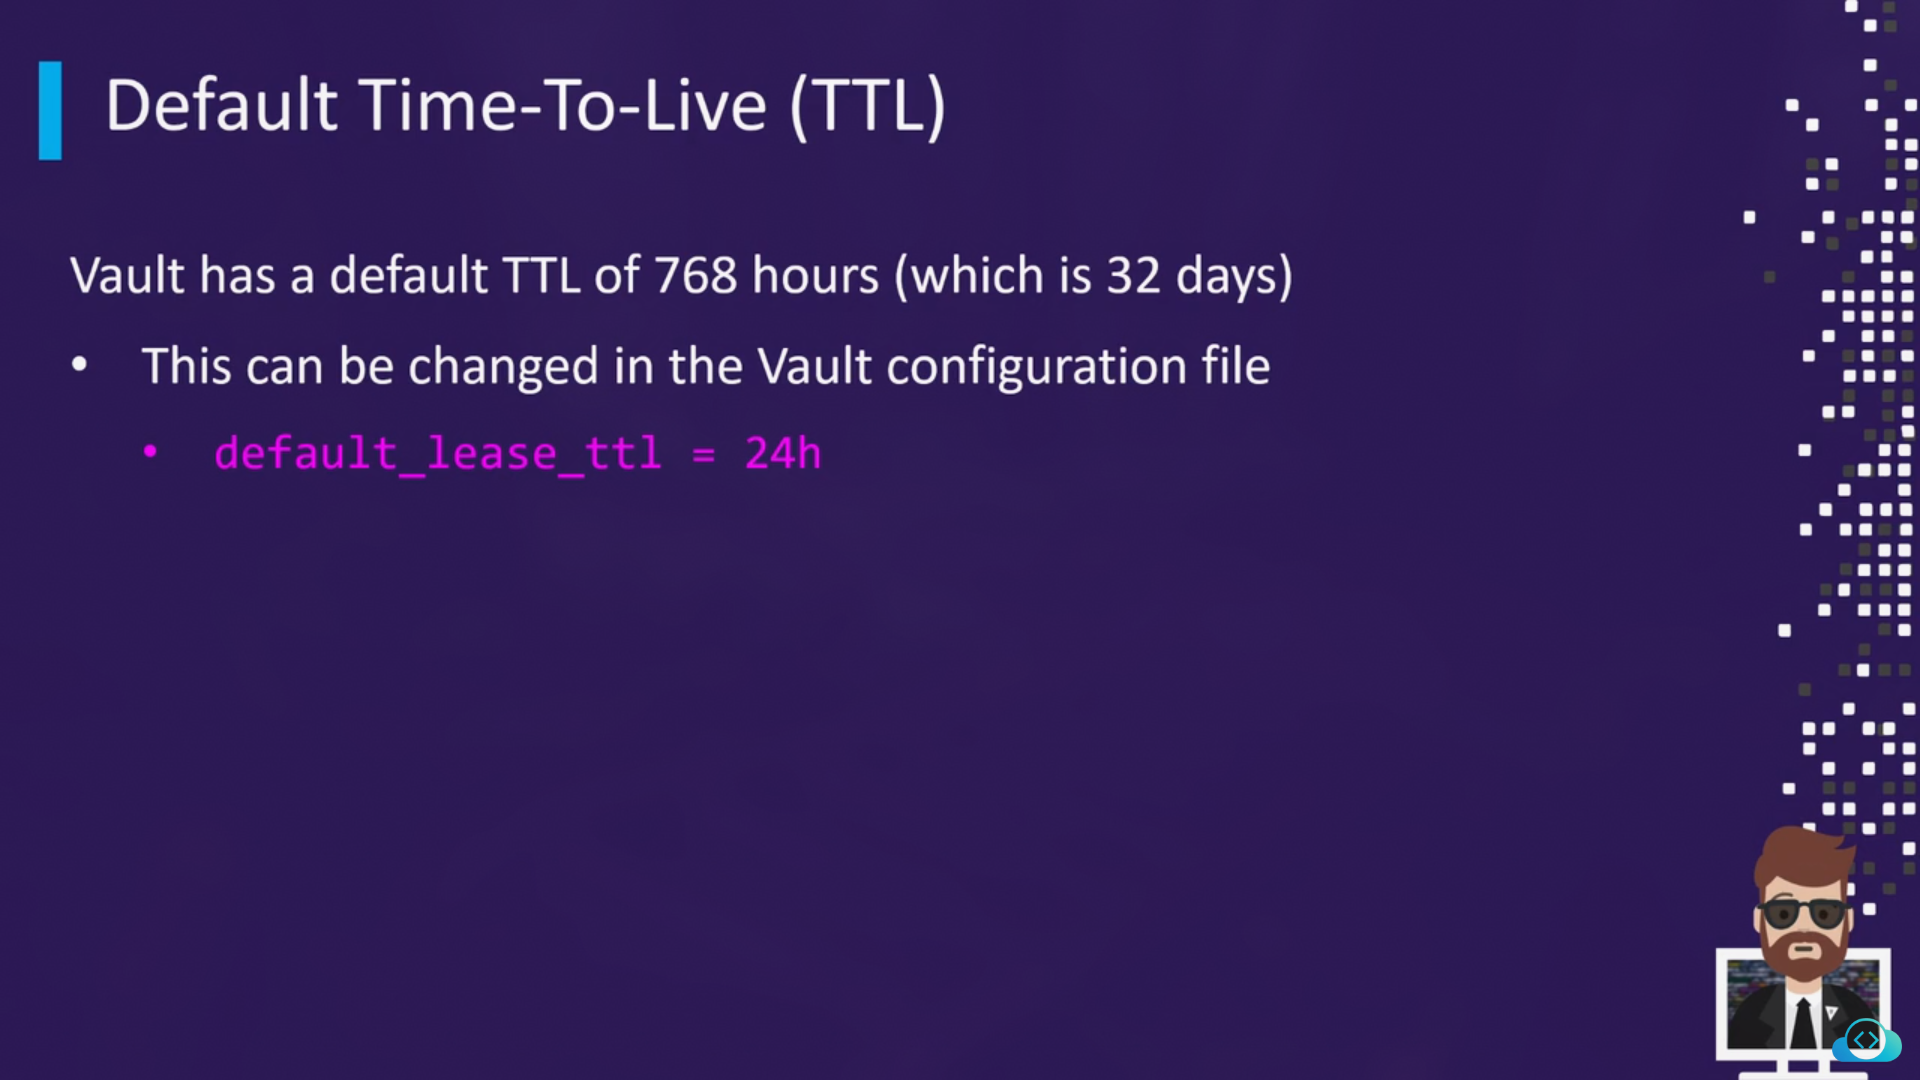 Default Time-To-Live (TTL)
Vault has a default TTL of 768 hours (which is 32 days)
• This can be changed in the Vault configuration file
• default_lease_ttl = 24h